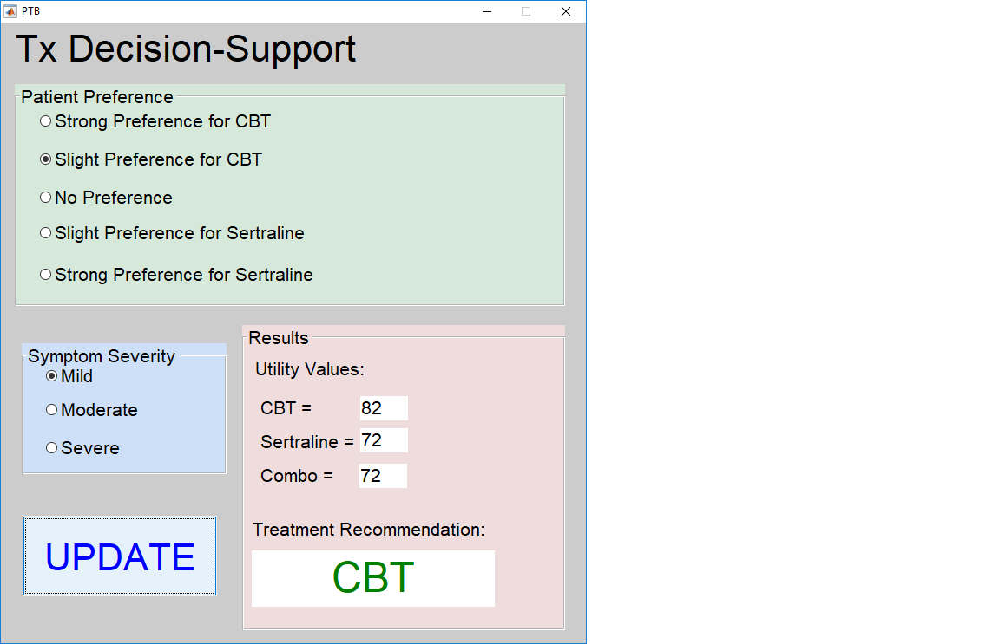 PTB
Tx Decision-Support
Patient Preference
Strong Preference for CBT
Slight Preference for CBT
No Preference
Slight Preference for Sertraline
Strong Preference for Sertraline
Symptom Severity
Mild
Moderate
Severe
UPDATE
Results
Utility Values:
CBT = 82
Sertraline = 72
Combo = 72
Treatment Recommendation:
CBT